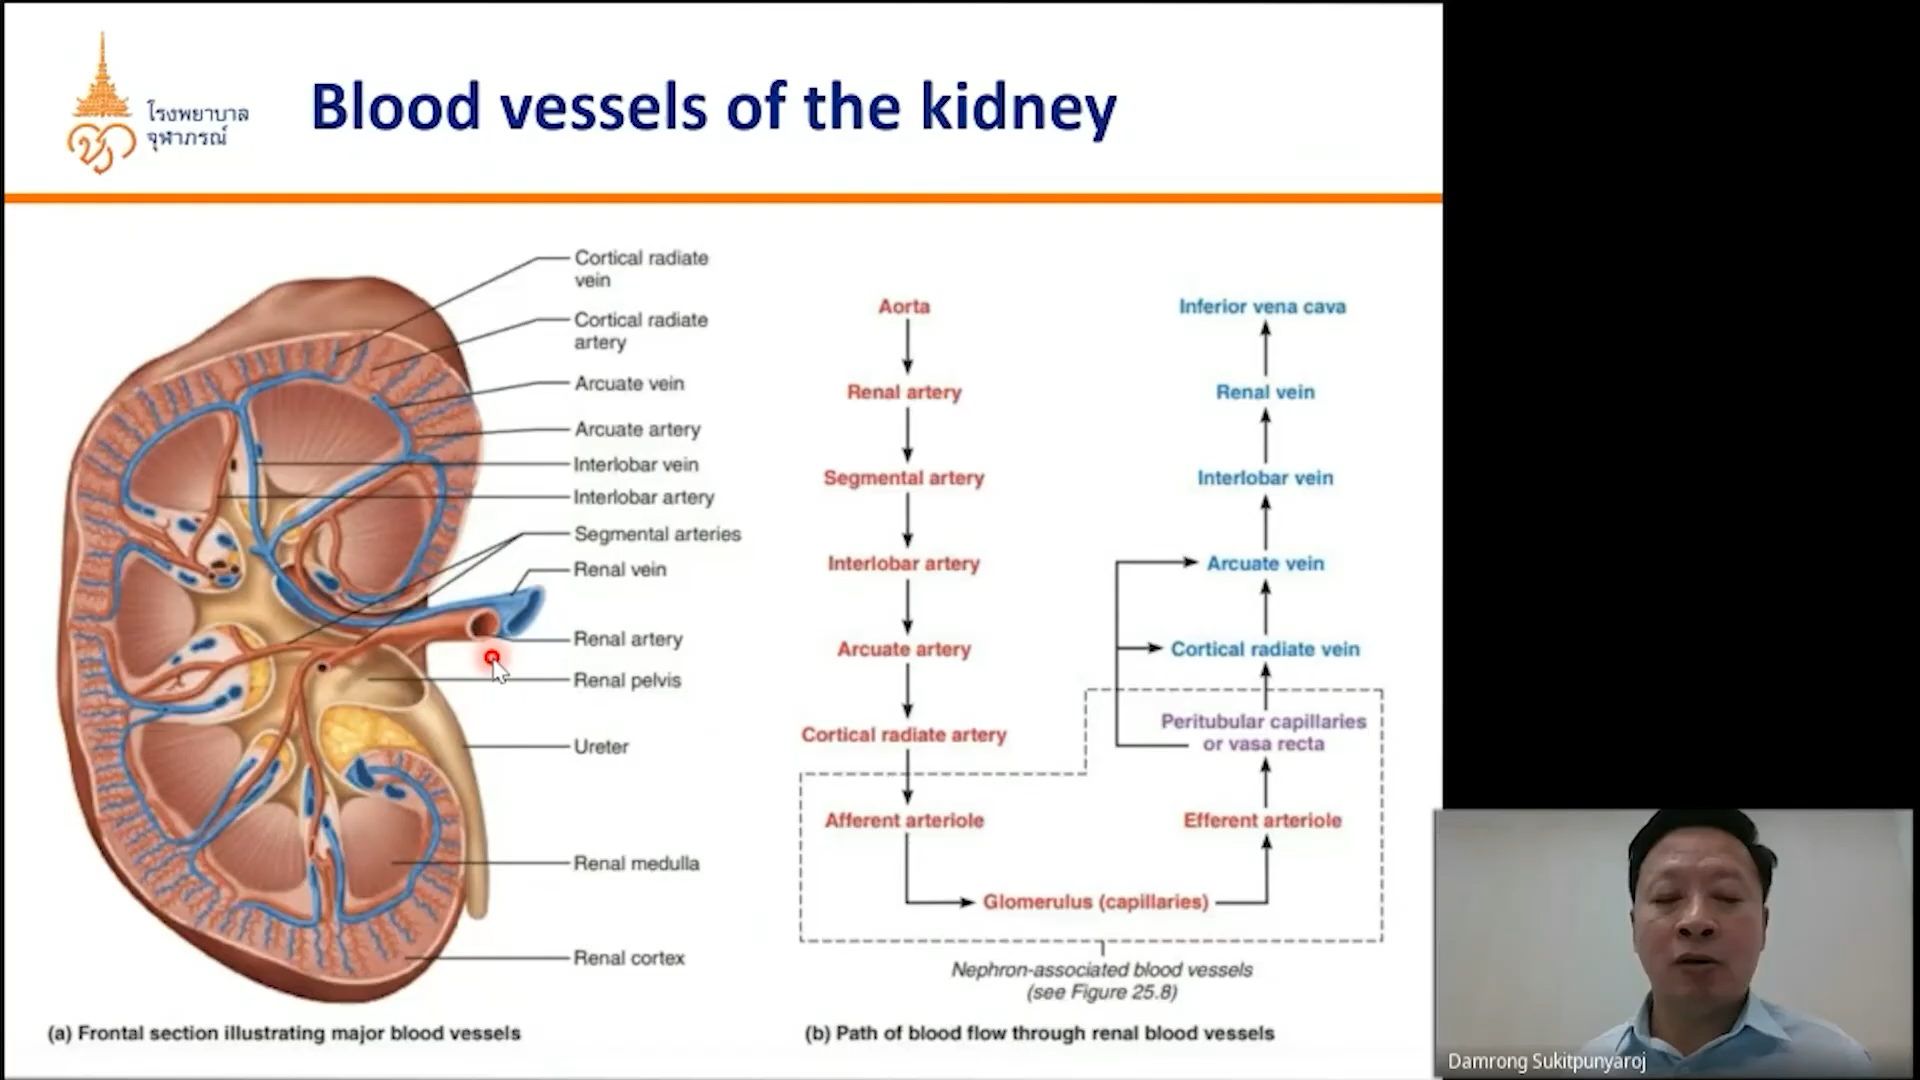 โรงพยาบาล
จุฬาภรณ์
Blood vessels of the kidney
Cortical radiate
vein
Cortical radiate
artery
Arcuate vein
Arcuate artery
Interlobar vein
Interlobar artery
Segmental arteries
Renal vein
Renal artery
Renal pelvis
Ureter
Renal medulla
Renal cortex
(a) Frontal section illustrating major blood vessels
Aorta
Renal artery
Segmental artery
Interlobar artery
Arcuate artery
Cortical radiate artery
Afferent arteriole
Glomerulus (capillaries)
Efferent arteriole
Peritubular capillaries
or vasa recta
Cortical radiate vein
Arcuate vein
Interlobar vein
Renal vein
Inferior vena cava
Nephron-associated blood vessels
(see Figure 25.8)
(b) Path of blood flow through renal blood vessels
Damrong Sukitpunyaroj